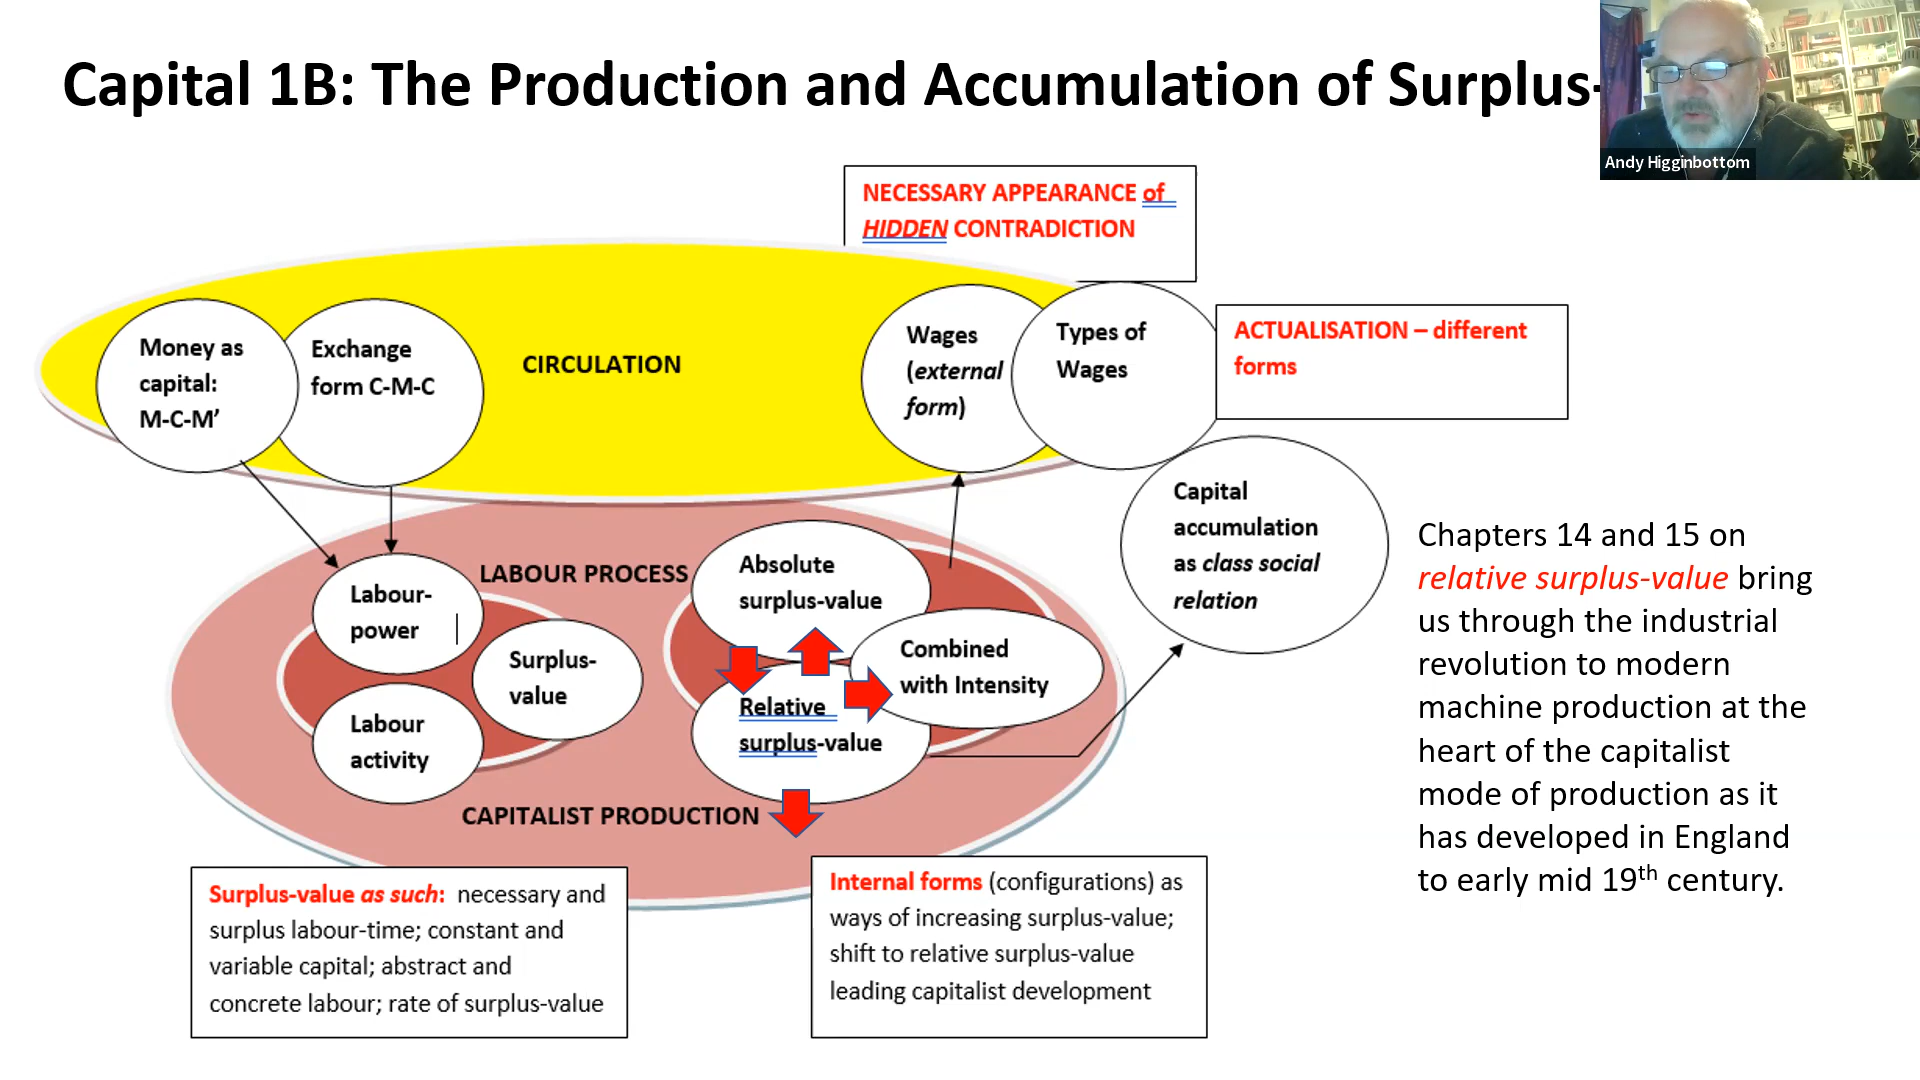 Capital 1B: The Production and Accumulation of Surplus-
Andy Higginbottom
NECESSARY APPEARANCE of
HIDDEN CONTRADICTION
Money as
capital:
M-C-M’
Exchange
form C-M-C
CIRCULATION
Wages
(external
form)
Types of
Wages
ACTUALISATION – different
forms
Capital
accumulation
as class social
relation
LABOUR PROCESS
Labour-
power
Surplus-
value
Labour
activity
Absolute
surplus-value
Combined
with Intensity
Relative
surplus-value
CAPITALIST PRODUCTION
Chapters 14 and 15 on
relative surplus-value bring
us through the industrial
revolution to modern
machine production at the
heart of the capitalist
mode of production as it
has developed in England
to early mid 19th century.
Surplus-value as such: necessary and
surplus labour-time; constant and
variable capital; abstract and
concrete labour; rate of surplus-value
Internal forms (configurations) as
ways of increasing surplus-value;
shift to relative surplus-value
leading capitalist development